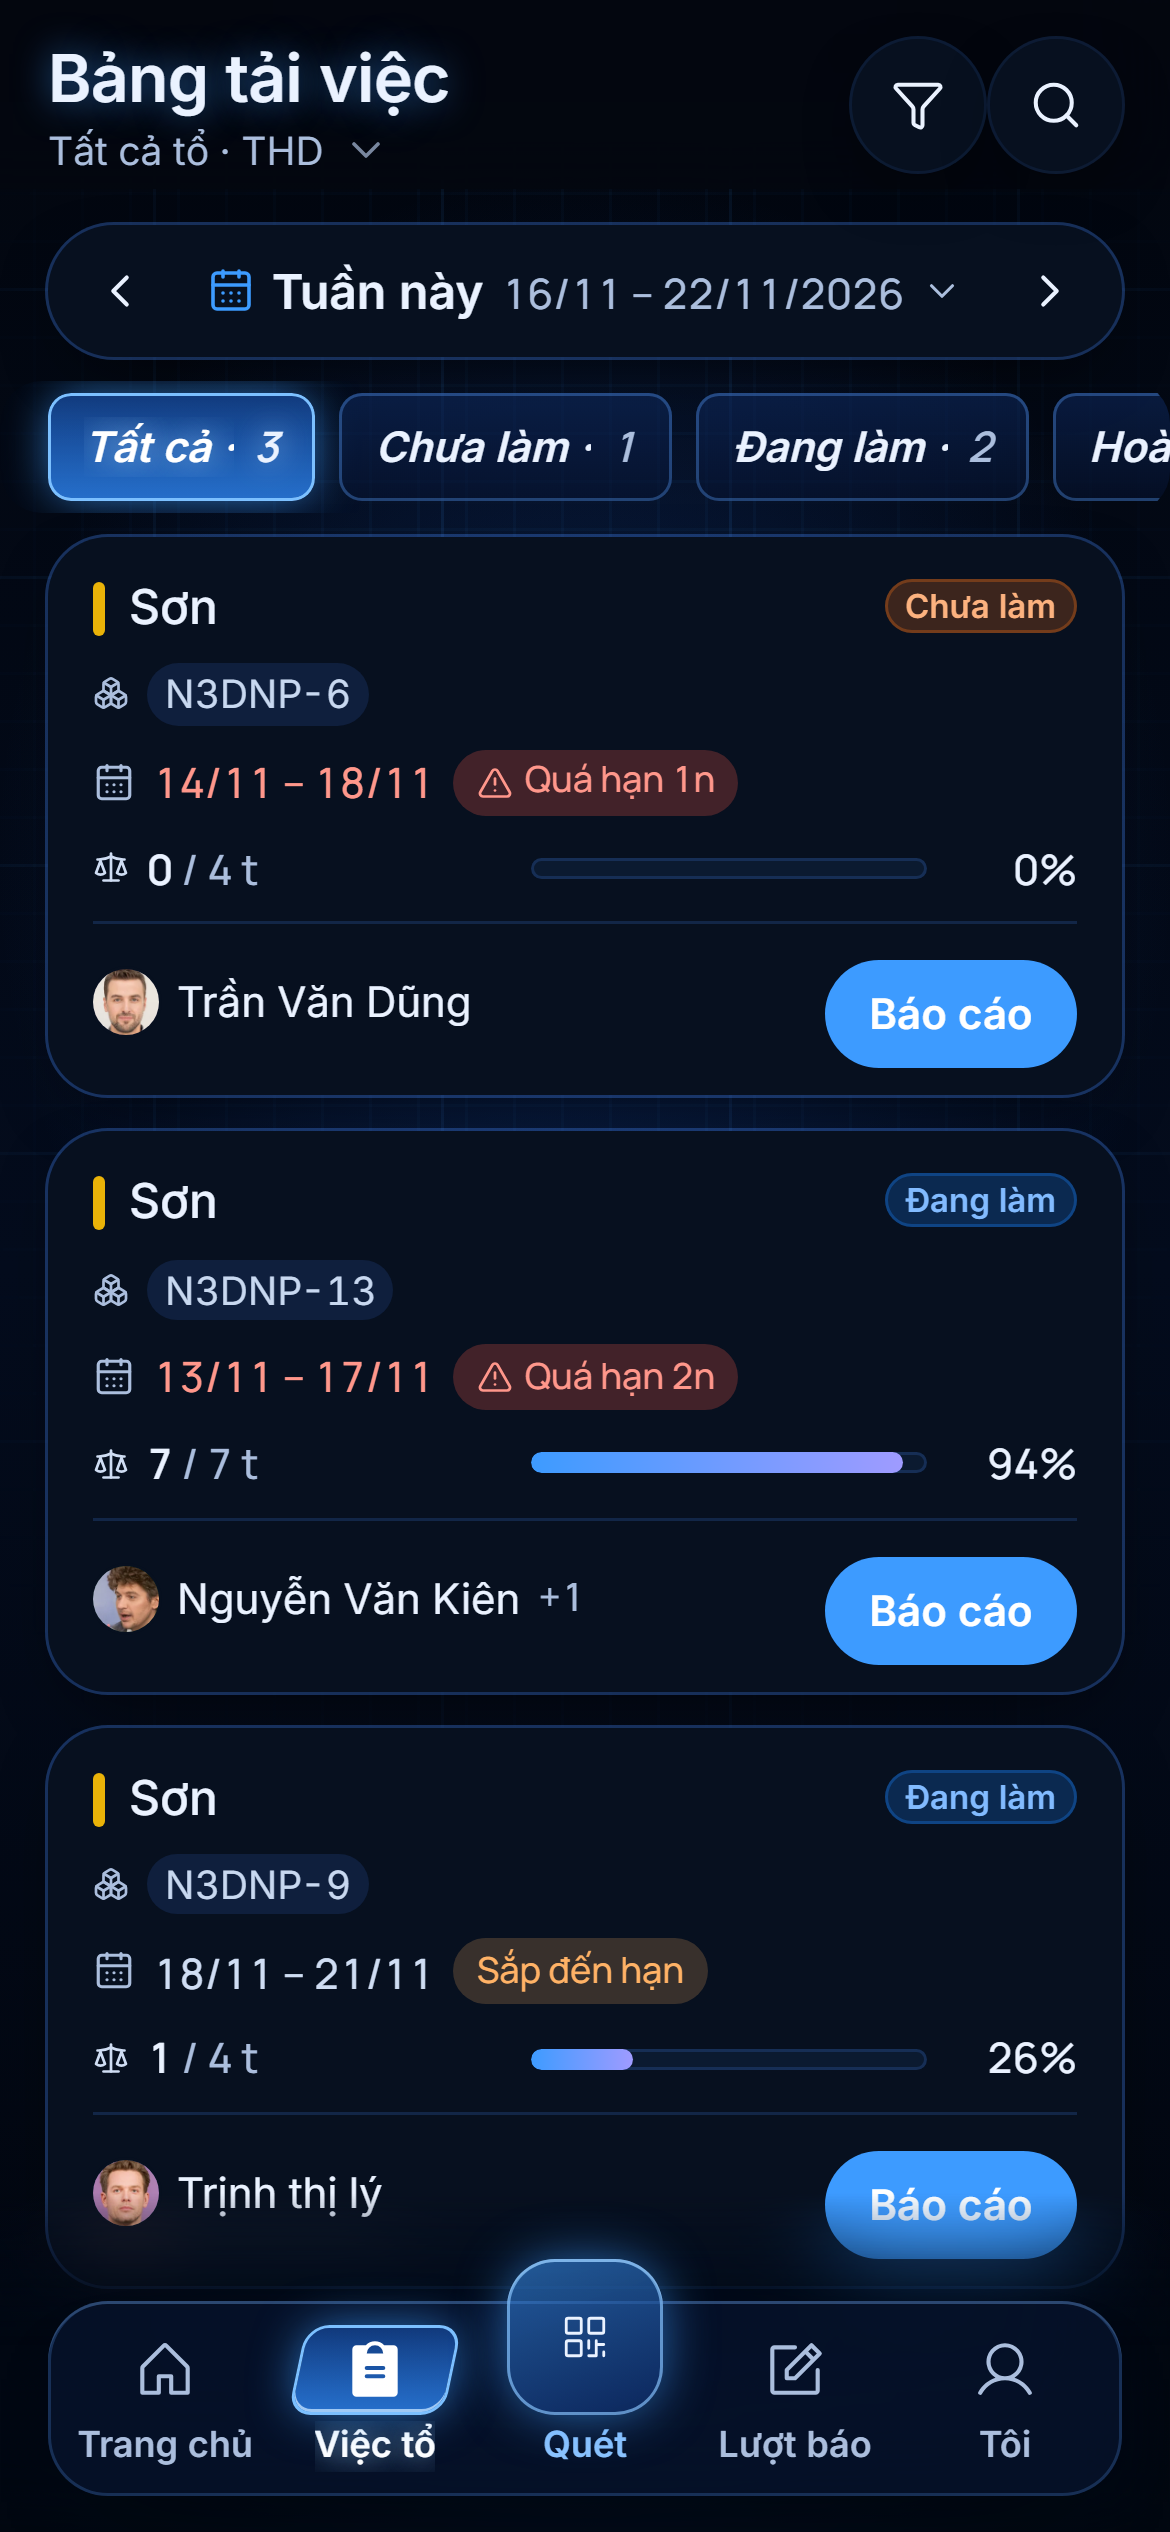 Bảng tải việc
Tất cả tổ · THD
Tuần này 16/11 – 22/11/2026
Tất cả · 3
Chưa làm · 1
Đang làm · 2
Hoà
Sơn
Chưa làm
N3DNP-6
14/11 – 18/11
Quá hạn 1n
0 / 4 t
0%
Trần Văn Dũng
Báo cáo
Sơn
Đang làm
N3DNP-13
13/11 – 17/11
Quá hạn 2n
7 / 7 t
94%
Nguyễn Văn Kiên +1
Báo cáo
Sơn
Đang làm
N3DNP-9
18/11 – 21/11
Sắp đến hạn
1 / 4 t
26%
Trịnh thị lý
Báo cáo
Trang chủ
Việc tổ
Quét
Lượt báo
Tôi